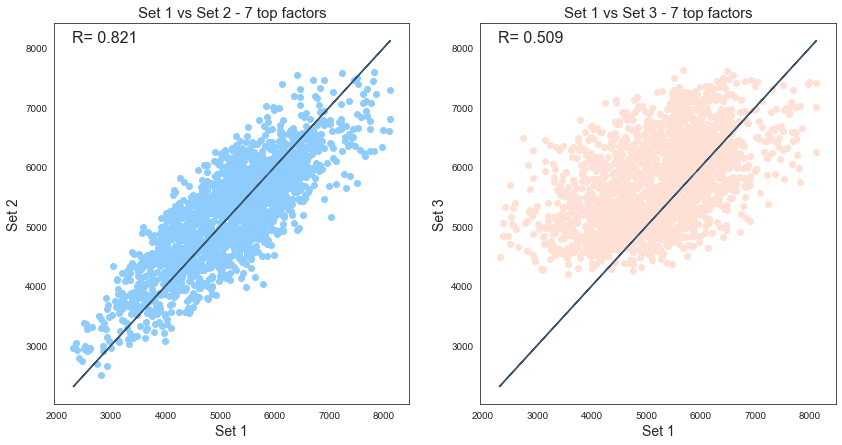 Set 1 vs Set 2 - 7 top factors
R= 0.821
8000
7000
6000
5000
4000
3000
Set 2
2000 3000 4000 5000 6000 7000 8000
Set 1
Set 1 vs Set 3 - 7 top factors
R= 0.509
8000
7000
6000
5000
4000
3000
Set 3
2000 3000 4000 5000 6000 7000 8000
Set 1